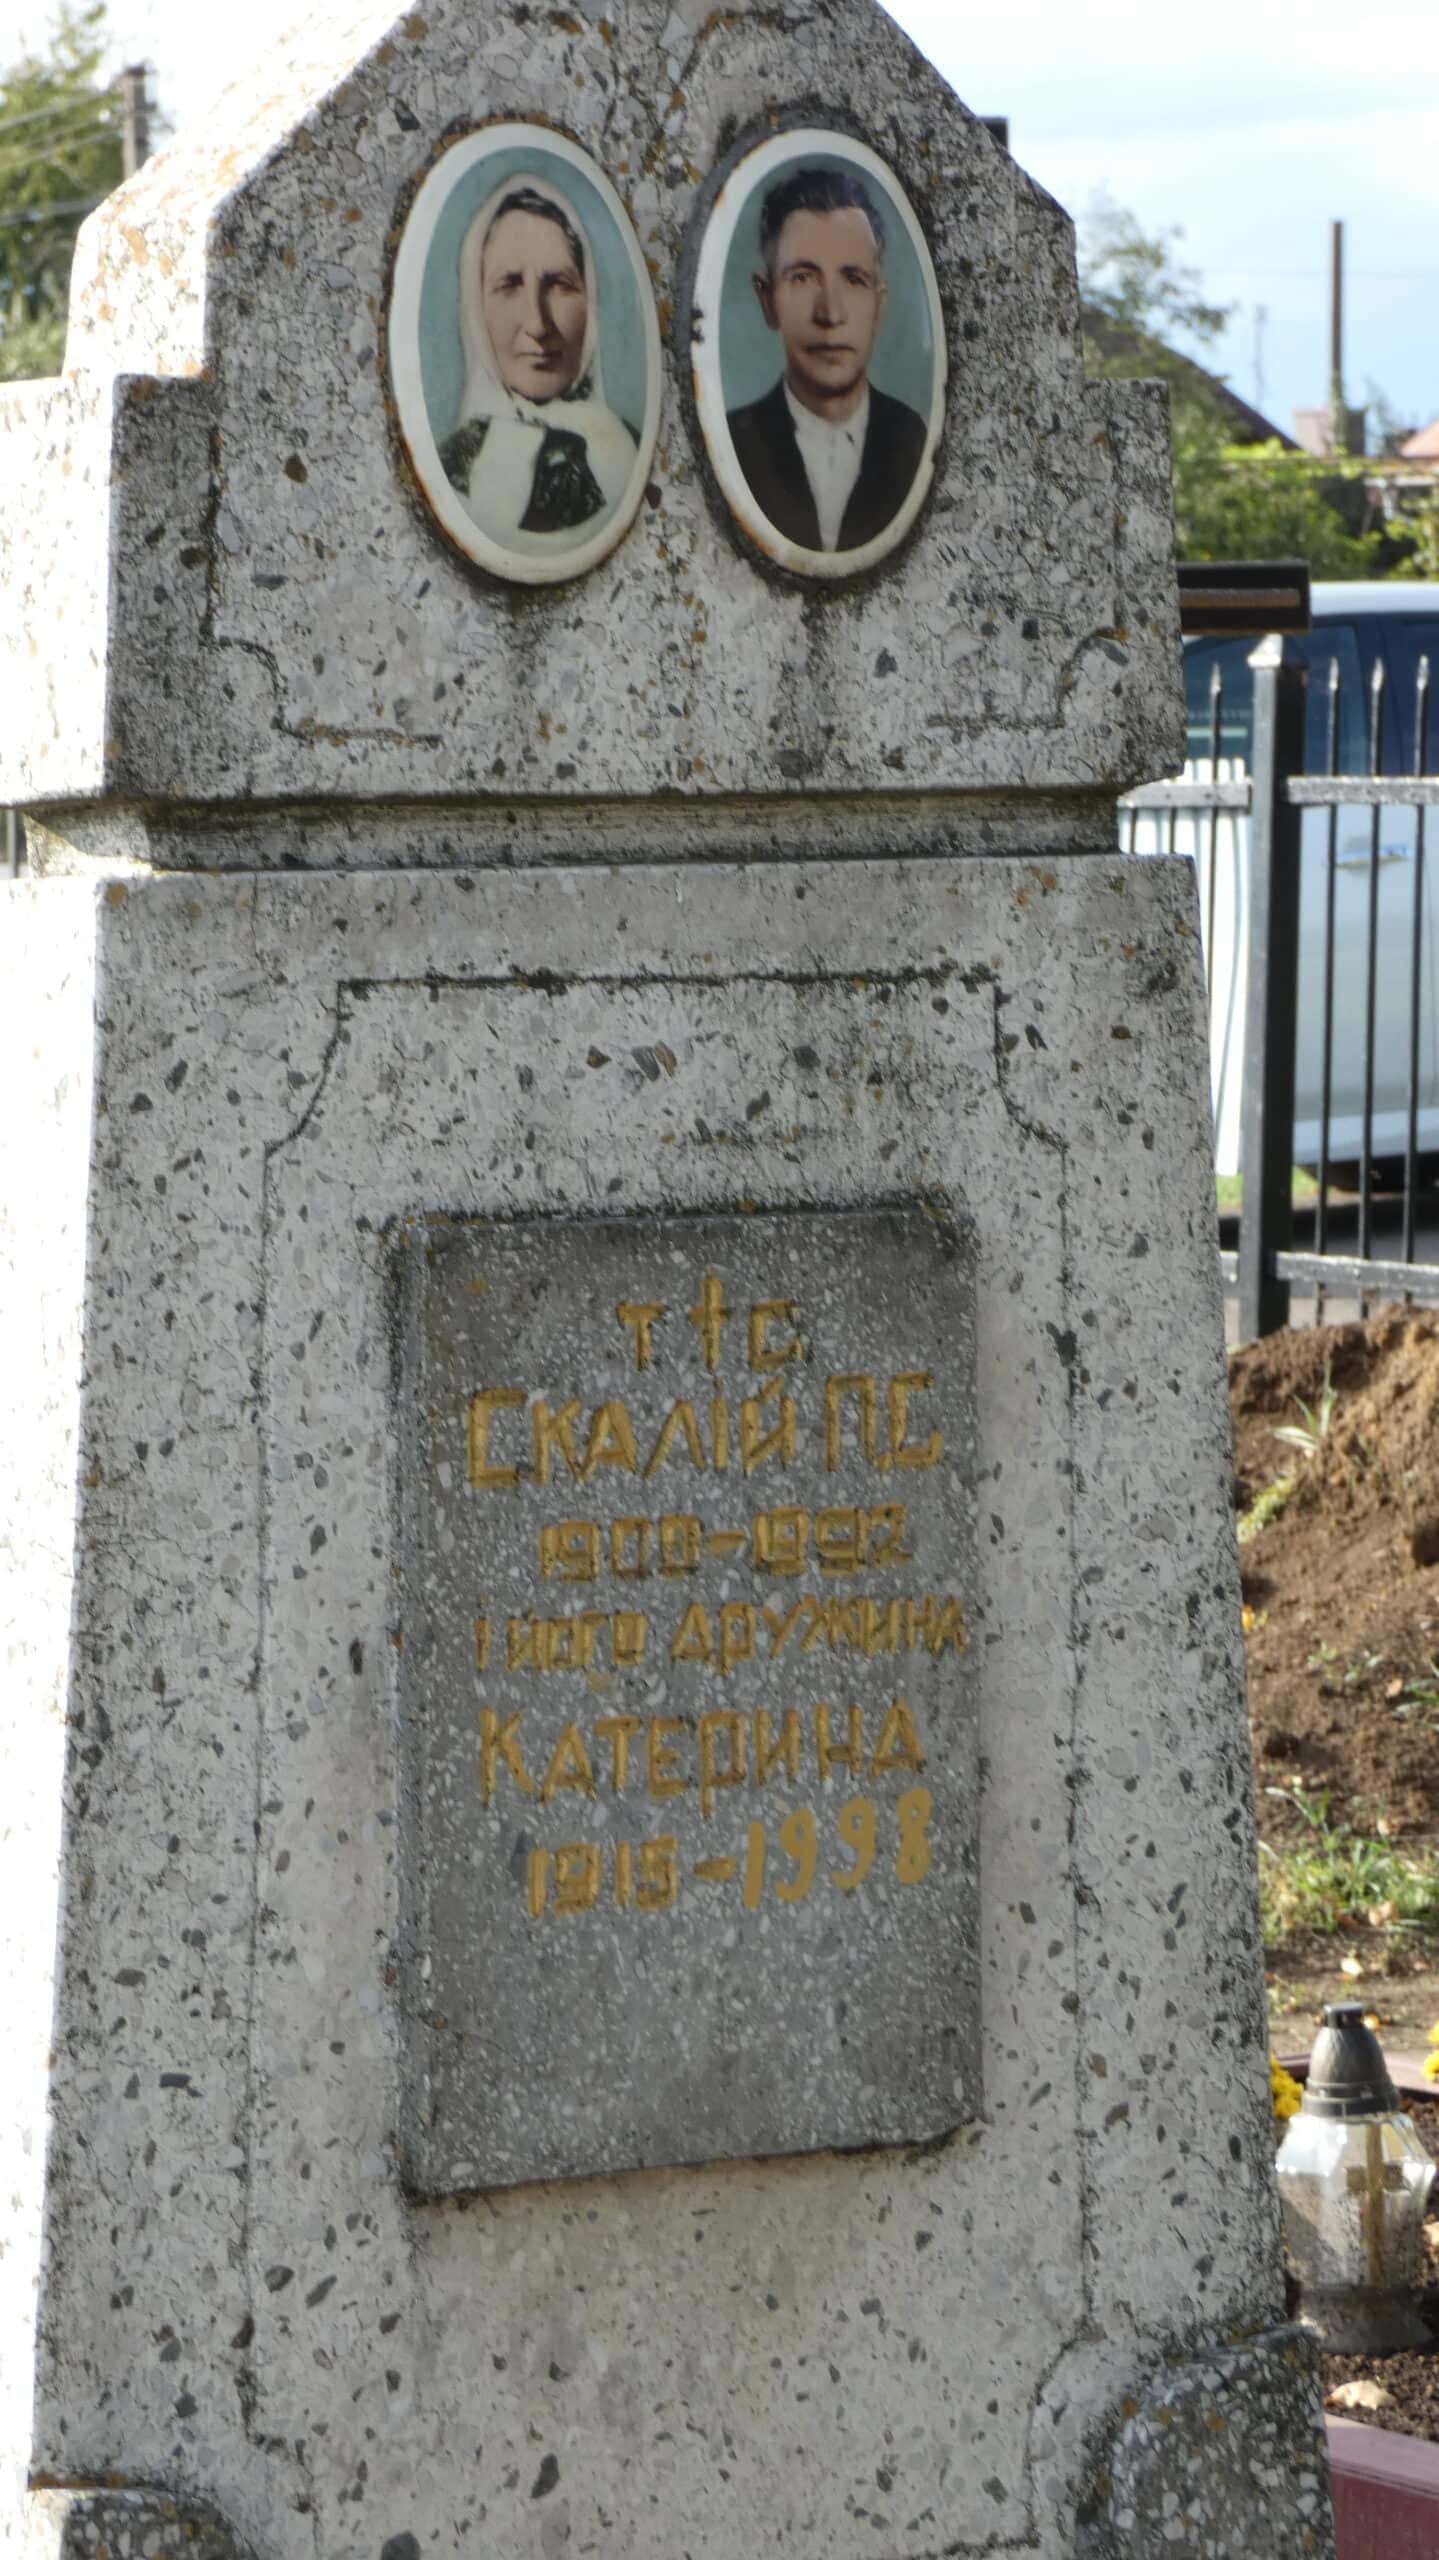 Т † С
СКАЛІЙ П.С
1900-1992
І ЙОГО ДРУЖИНА
КАТЕРИНА
1915-1998